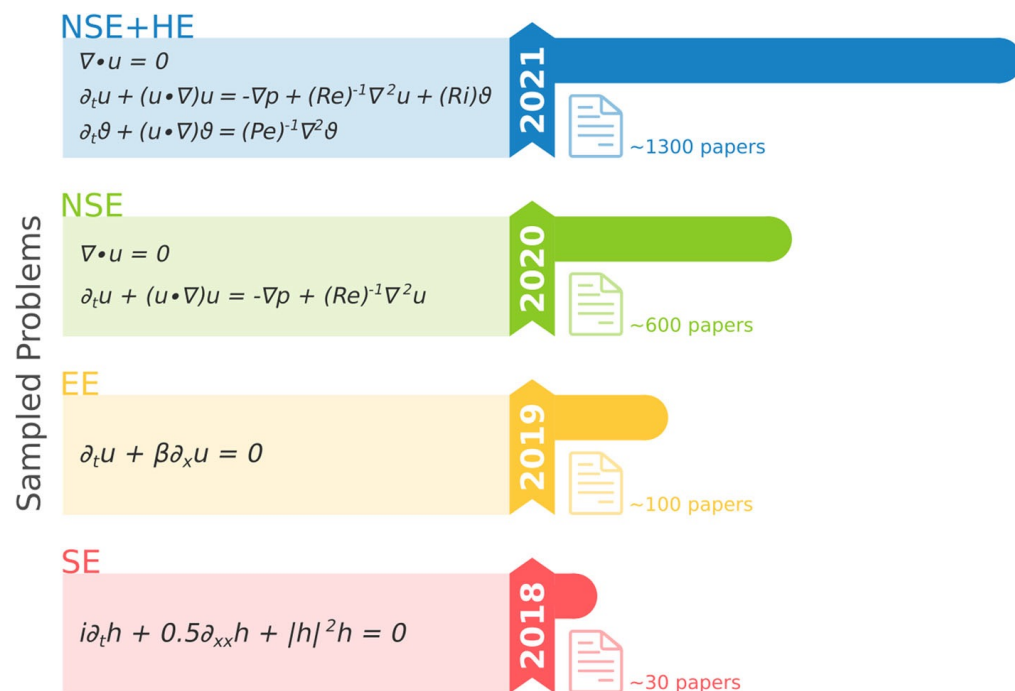 NSE+HE
∇•u = 0
∂ₜu + (u•∇)u = -∇p + (Re)⁻¹∇²u + (Ri)ϑ
∂ₜϑ + (u•∇)ϑ = (Pe)⁻¹∇²ϑ
2021
~1300 papers
NSE
∇•u = 0
∂ₜu + (u•∇)u = -∇p + (Re)⁻¹∇²u
2020
~600 papers
Sampled Problems
EE
∂ₜu + β∂ₓu = 0
2019
~100 papers
SE
i∂ₜh + 0.5∂ₓₓh + |h|²h = 0
2018
~30 papers